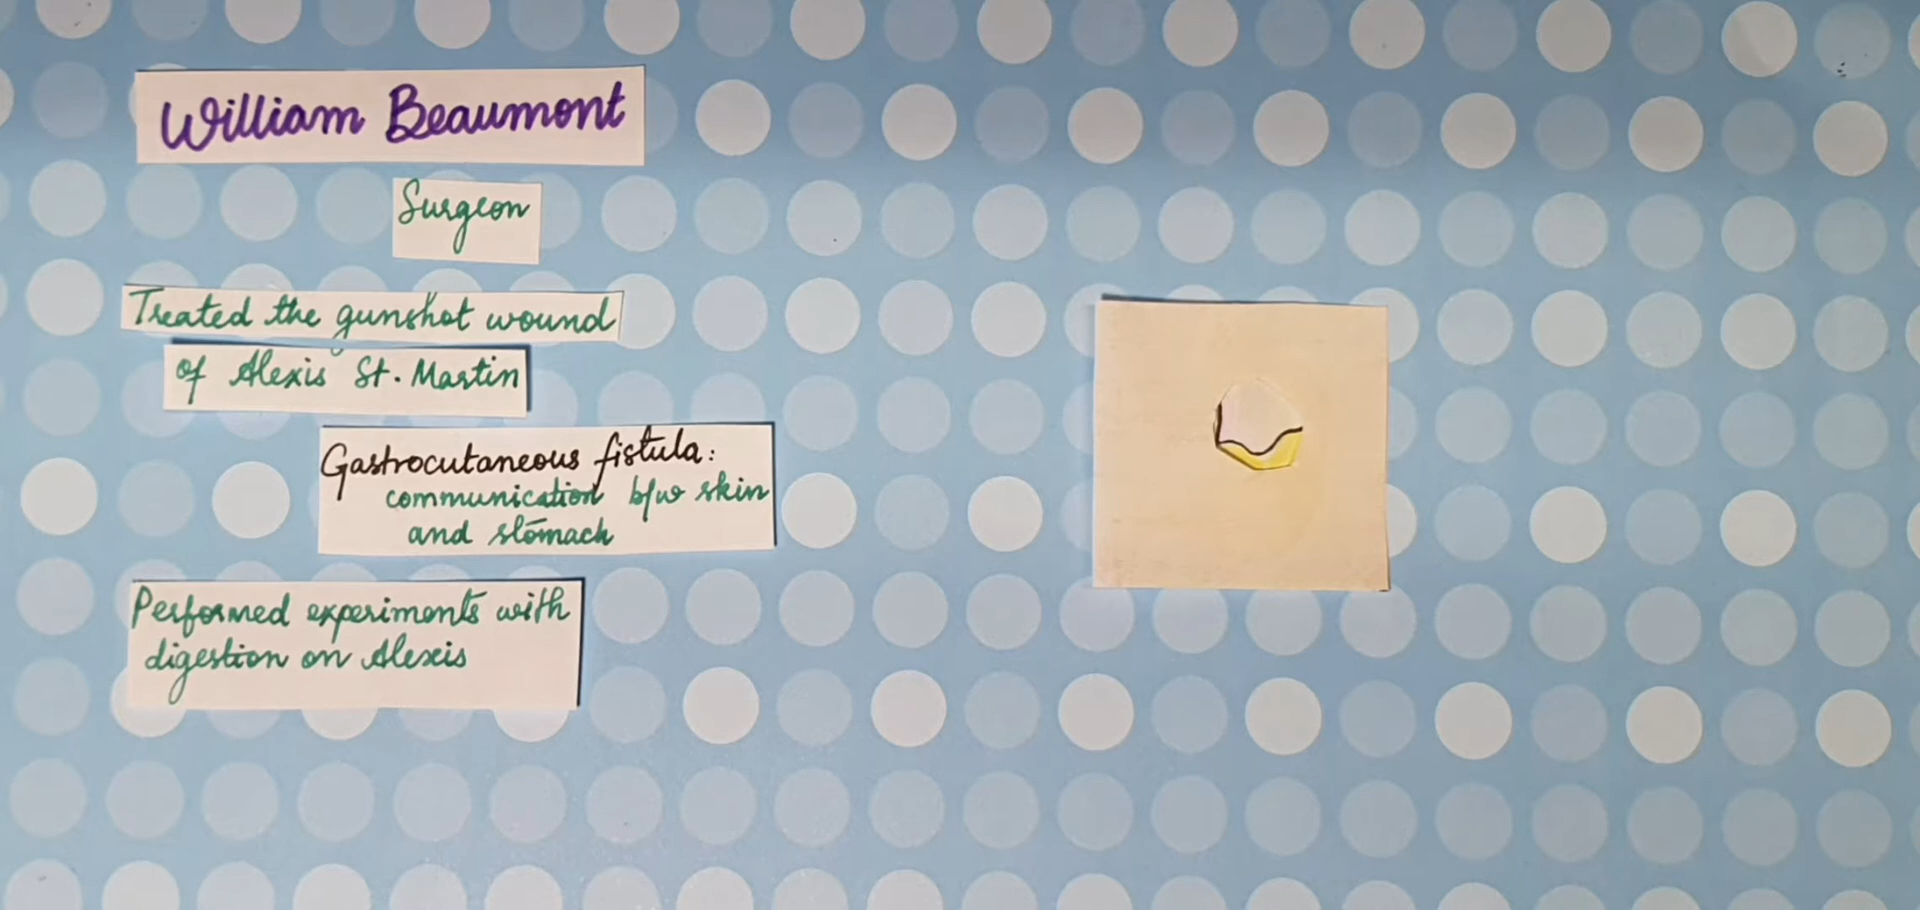 William Beaumont
Surgeon
Treated the gunshot wound
of Alexis St. Martin
Gastrocutaneous fistula:
communication b/w skin
and stomach
Performed experiments with
digestion on Alexis